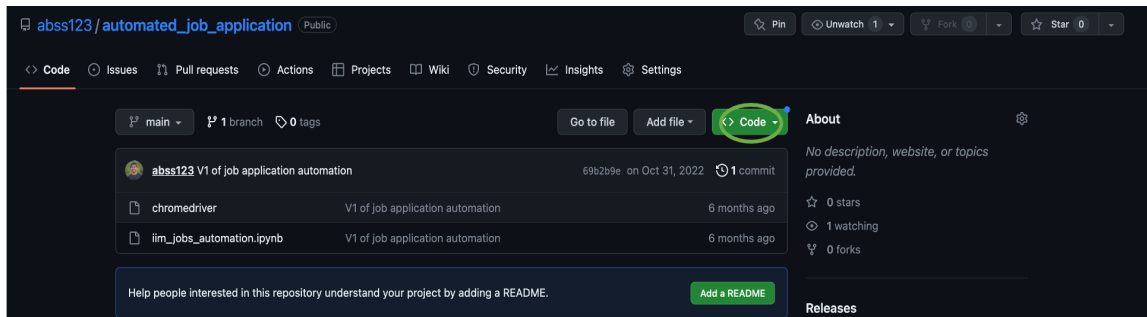 abss123 / automated_job_application Public
Pin Unwatch 1 Fork 0 Star 0
Code Issues Pull requests Actions Projects Wiki Security Insights Settings
main 1 branch 0 tags Go to file Add file Code
About
No description, website, or topics
provided.
abss123 V1 of job application automation 69b2b9e on Oct 31, 2022 1 commit
chromedriver V1 of job application automation 6 months ago
iim_jobs_automation.ipynb V1 of job application automation 6 months ago
0 stars
1 watching
0 forks
Help people interested in this repository understand your project by adding a README. Add a README
Releases